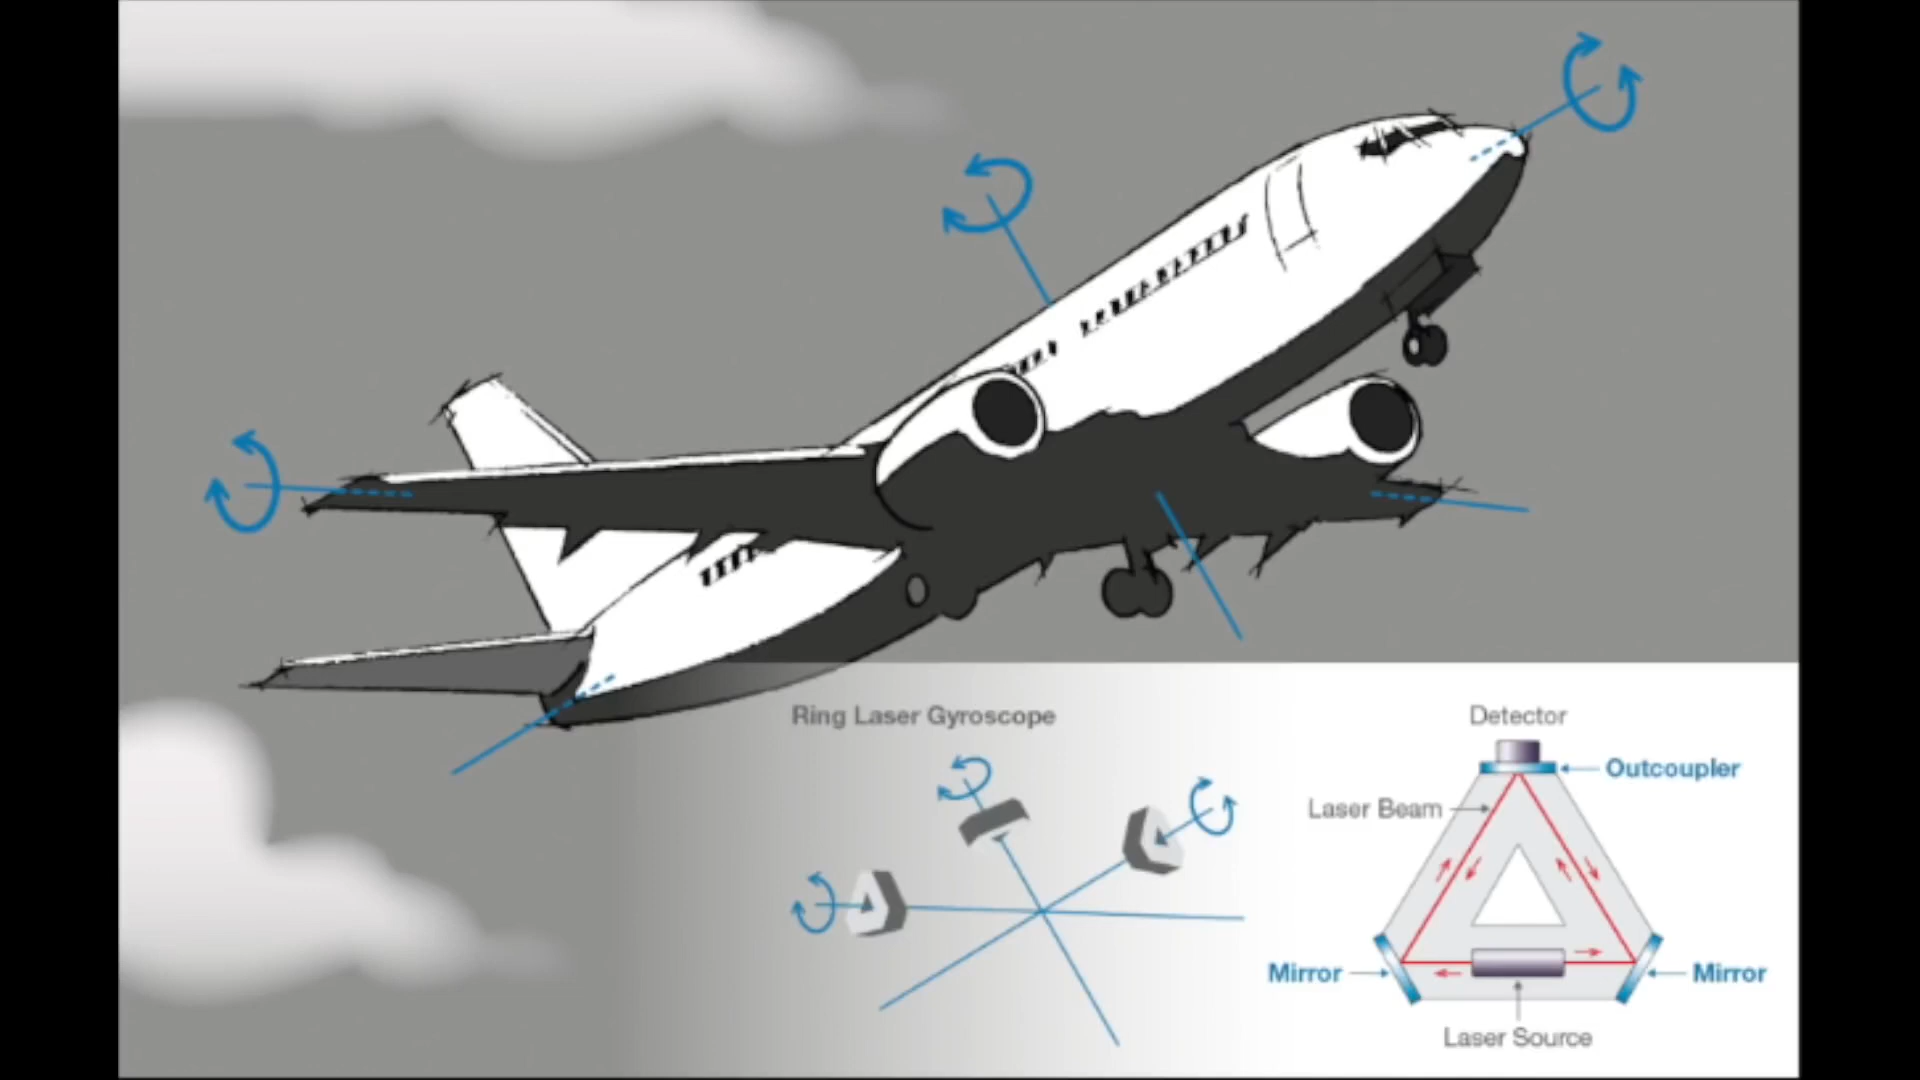 Ring Laser Gyroscope
Detector
Outcoupler
Laser Beam
Mirror
Mirror
Laser Source